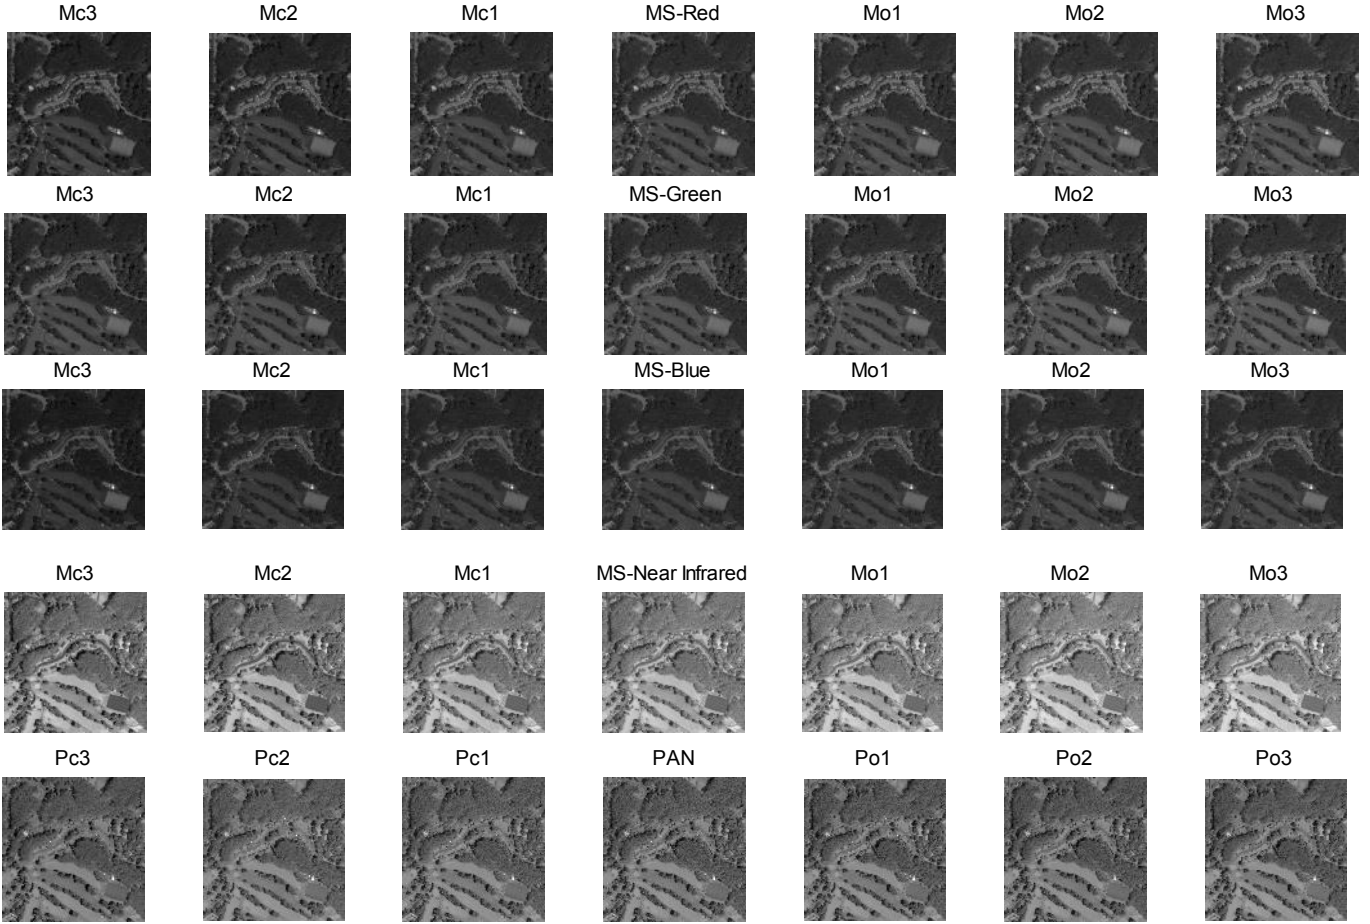 Mc3 Mc2 Mc1 MS-Red Mo1 Mo2 Mo3
Mc3 Mc2 Mc1 MS-Green Mo1 Mo2 Mo3
Mc3 Mc2 Mc1 MS-Blue Mo1 Mo2 Mo3
Mc3 Mc2 Mc1 MS-Near Infrared Mo1 Mo2 Mo3
Pc3 Pc2 Pc1 PAN Po1 Po2 Po3